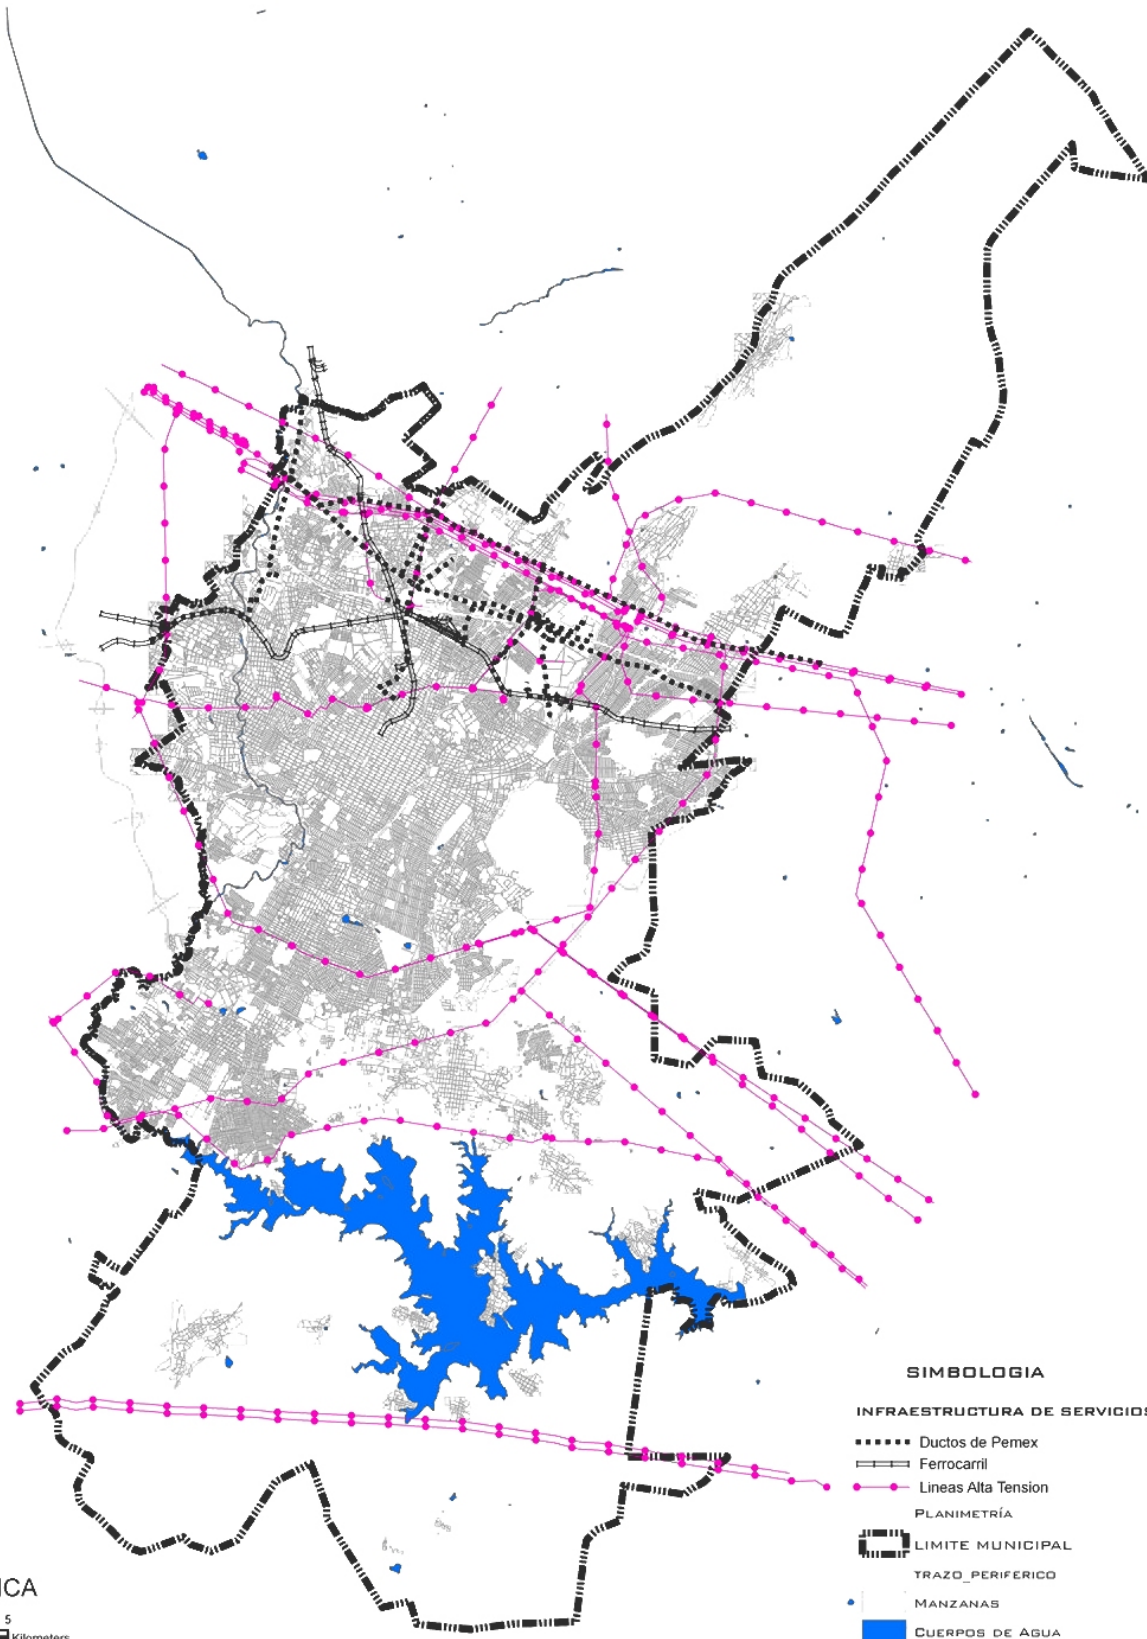 SIMBOLOGIA
INFRAESTRUCTURA DE SERVICIOS
Ductos de Pemex
Ferrocarril
Lineas Alta Tension
PLANIMETRÍA
LIMITE MUNICIPAL
TRAZO_PERIFERICO
MANZANAS
CUERPOS DE AGUA
ICA
5
Kilometers